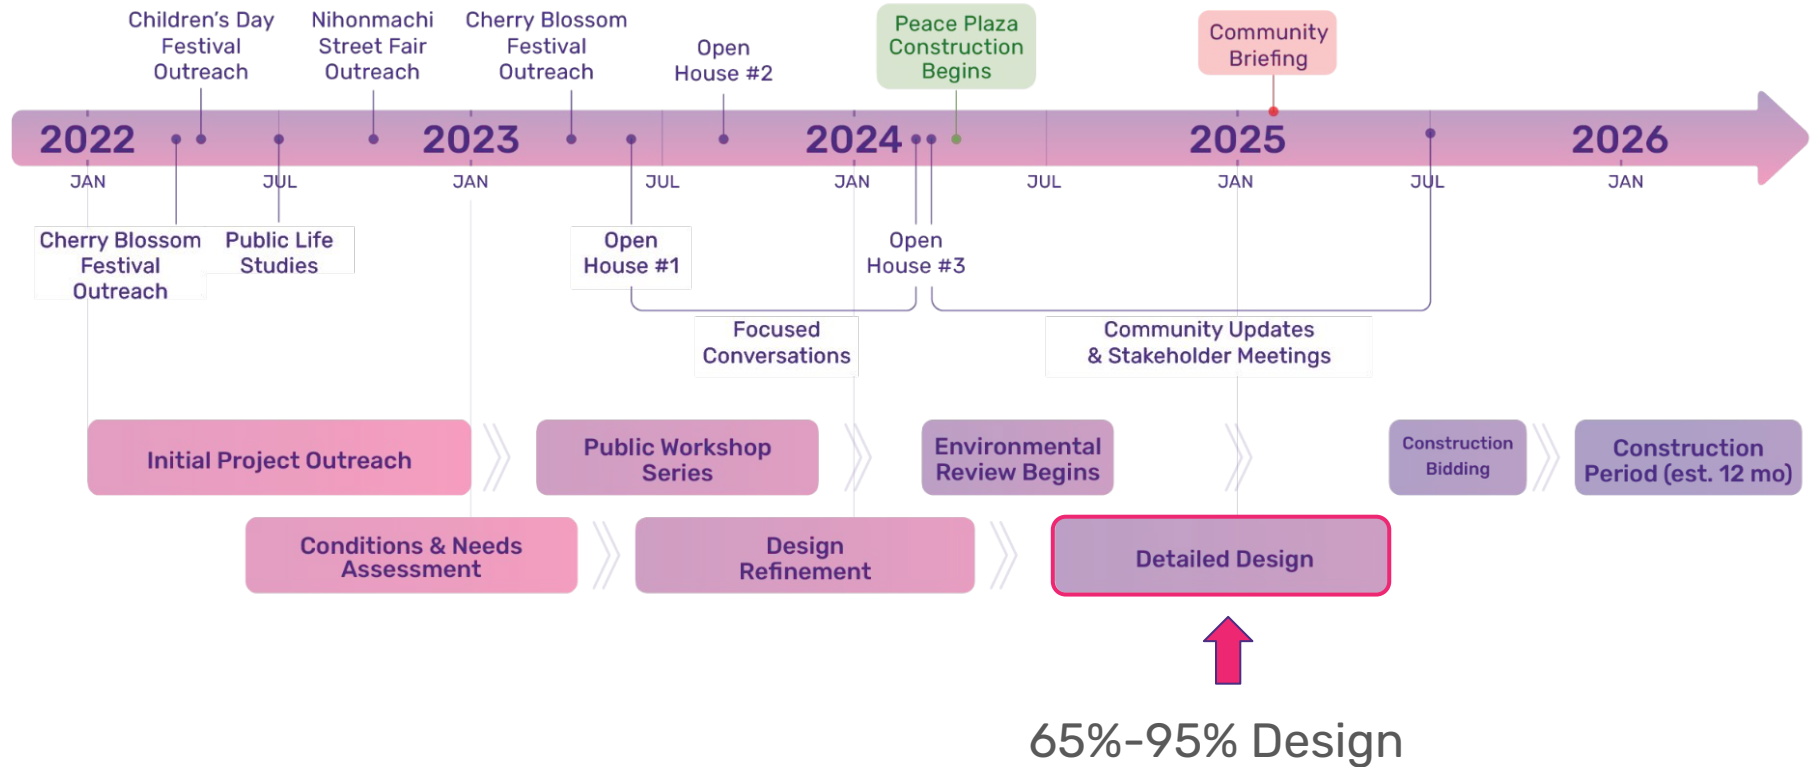 Children's Day
Festival
Outreach
Nihonmachi
Street Fair
Outreach
Cherry Blossom
Festival
Outreach
Open
House #2
Peace Plaza
Construction
Begins
Community
Briefing
2022
2023
2024
2025
2026
JAN
JUL
JAN
JUL
JAN
JUL
JAN
JUL
JAN
Cherry Blossom
Festival
Outreach
Public Life
Studies
Open
House #1
Open
House #3
Focused
Conversations
Community Updates
& Stakeholder Meetings
Initial Project Outreach
Public Workshop
Series
Environmental
Review Begins
Construction
Bidding
Construction
Period (est. 12 mo)
Conditions & Needs
Assessment
Design
Refinement
Detailed Design
65%-95% Design